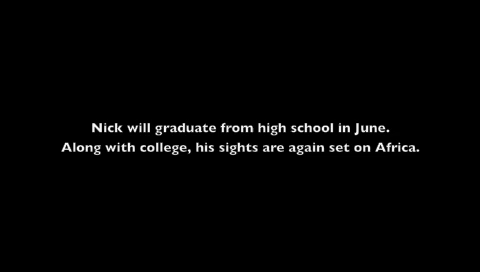 Nick will graduate from high school in June.
Along with college, his sights are again set on Africa.